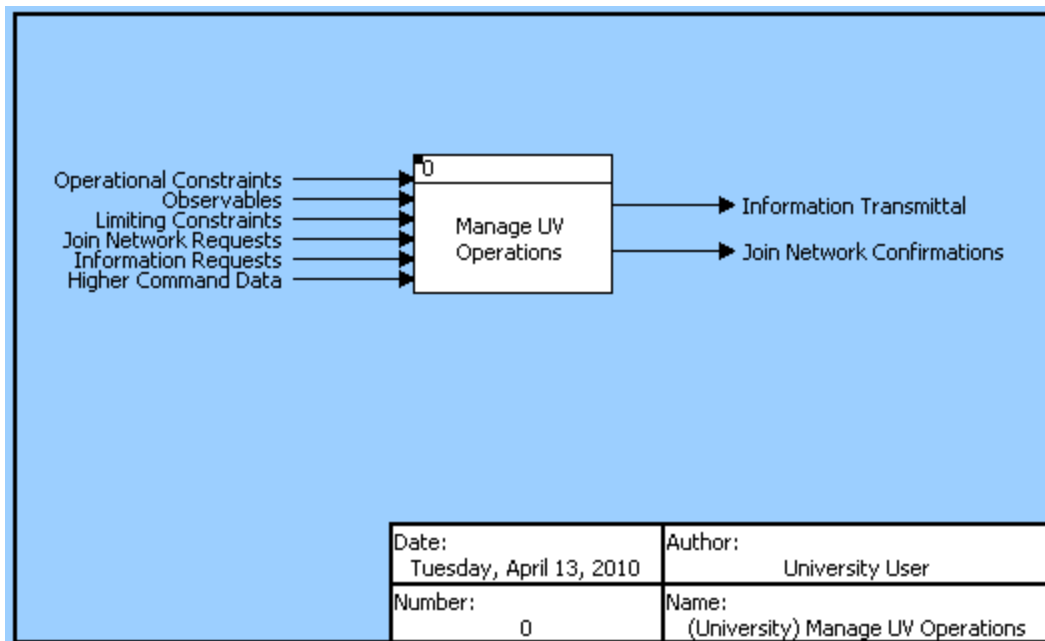 0
Operational Constraints
Observables
Limiting Constraints
Join Network Requests
Information Requests
Higher Command Data
Manage UV
Operations
Information Transmittal
Join Network Confirmations
Date:
Tuesday, April 13, 2010
Author:
University User
Number:
0
Name:
(University) Manage UV Operations